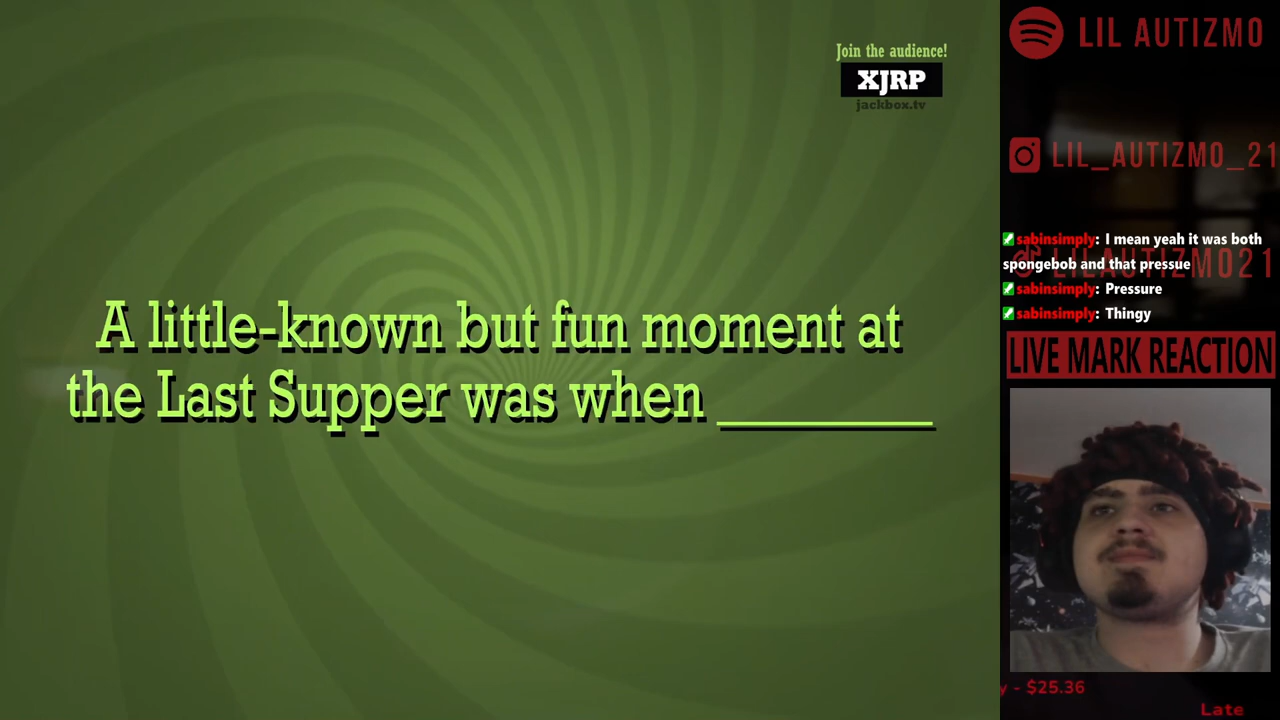 Join the audience!
XJRP
jackbox.tv
A little-known but fun moment at
the Last Supper was when ________
LIL AUTIZMO
LIL_AUTIZMO_21
sabinsimply: I mean yeah it was both
spongebob and that pressue
LILAUTIZMO21
sabinsimply: Pressure
sabinsimply: Thingy
LIVE MARK REACTION
y - $25.36
Late